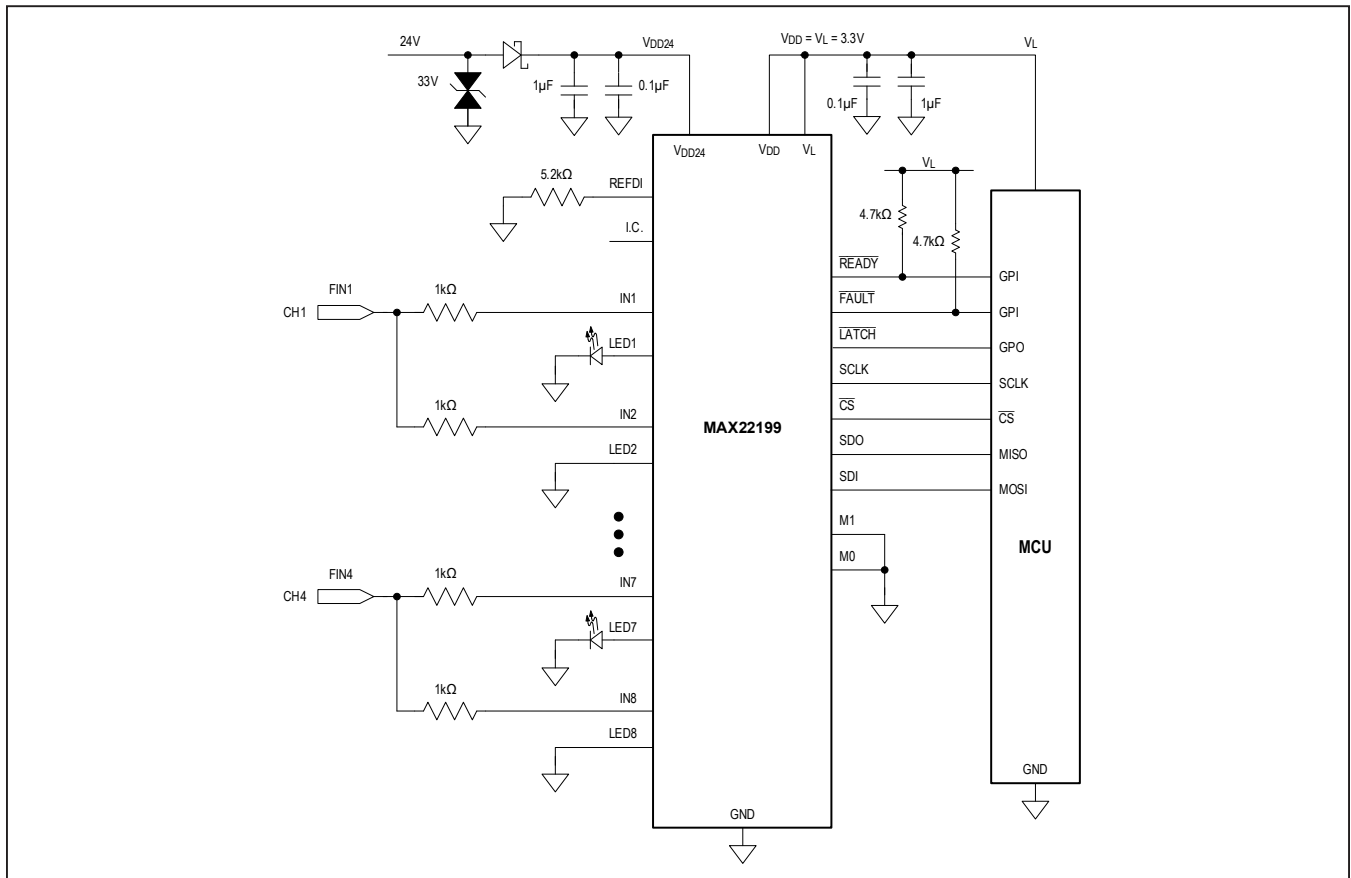 24V
VDD24
VDD = VL = 3.3V
VL
33V
1µF
0.1µF
0.1µF
1µF
VDD24
VDD
VL
VL
5.2kΩ
REFDI
4.7kΩ
4.7kΩ
I.C.
READY
GPI
FIN1
1kΩ
IN1
FAULT
GPI
CH1
LED1
LATCH
GPO
SCLK
SCLK
1kΩ
IN2
MAX22199
CS
CS
LED2
SDO
MISO
SDI
MOSI
M1
MCU
M0
FIN4
1kΩ
IN7
CH4
LED7
1kΩ
IN8
LED8
GND
GND